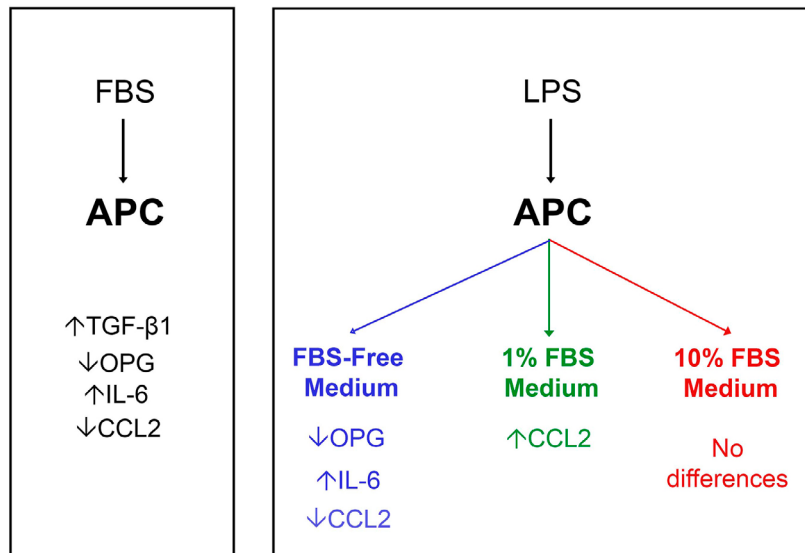 FBS
APC
↑TGF-β1
↓OPG
↑IL-6
↓CCL2
LPS
APC
FBS-Free
Medium
↓OPG
↑IL-6
↓CCL2
1% FBS
Medium
↑CCL2
10% FBS
Medium
No
differences